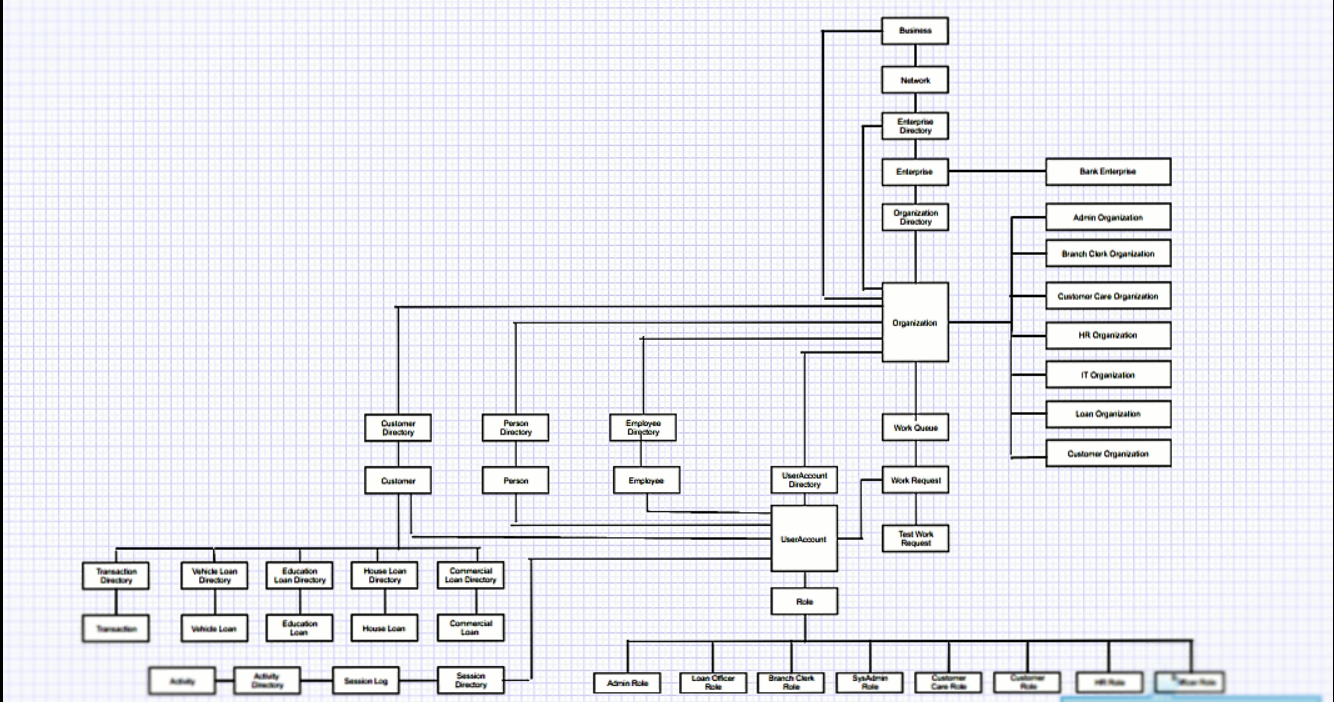 Business
Network
Enterprise
Directory
Enterprise
Bank Enterprise
Organization
Directory
Admin Organization
Branch Clerk Organization
Customer Care Organization
Organization
HR Organization
IT Organization
Loan Organization
Customer Organization
Customer
Directory
Person
Directory
Employee
Directory
Work Queue
Customer
Person
Employee
UserAccount
Directory
Work Request
UserAccount
Test Work
Request
Transaction
Directory
Vehicle Loan
Directory
Education
Loan Directory
House Loan
Directory
Commercial
Loan Directory
Role
Transaction
Vehicle Loan
Education
Loan
House Loan
Commercial
Loan
Activity
Activity
Directory
Session Log
Session
Directory
Admin Role
Loan Officer
Role
Branch Clerk
Role
SysAdmin
Role
Customer
Care Role
Customer
Role
HR Role
Role